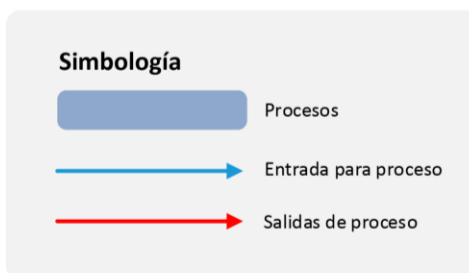 Simbología
Procesos
Entrada para proceso
Salidas de proceso